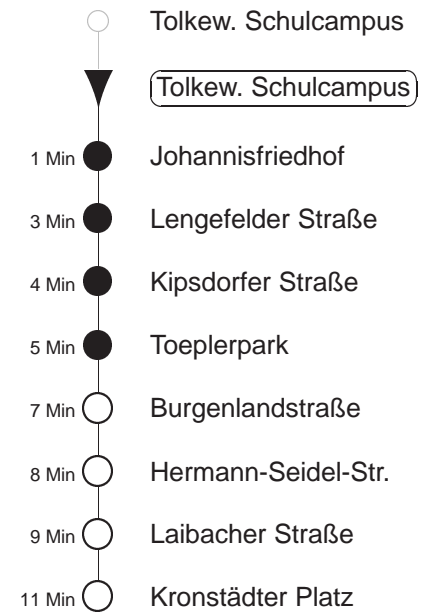 Tolkew. Schulcampus
Tolkew. Schulcampus
1 Min Johannisfriedhof
3 Min Lengefelder Straße
4 Min Kipsdorfer Straße
5 Min Toeplerpark
7 Min Burgenlandstraße
8 Min Hermann-Seidel-Str.
9 Min Laibacher Straße
11 Min Kronstädter Platz